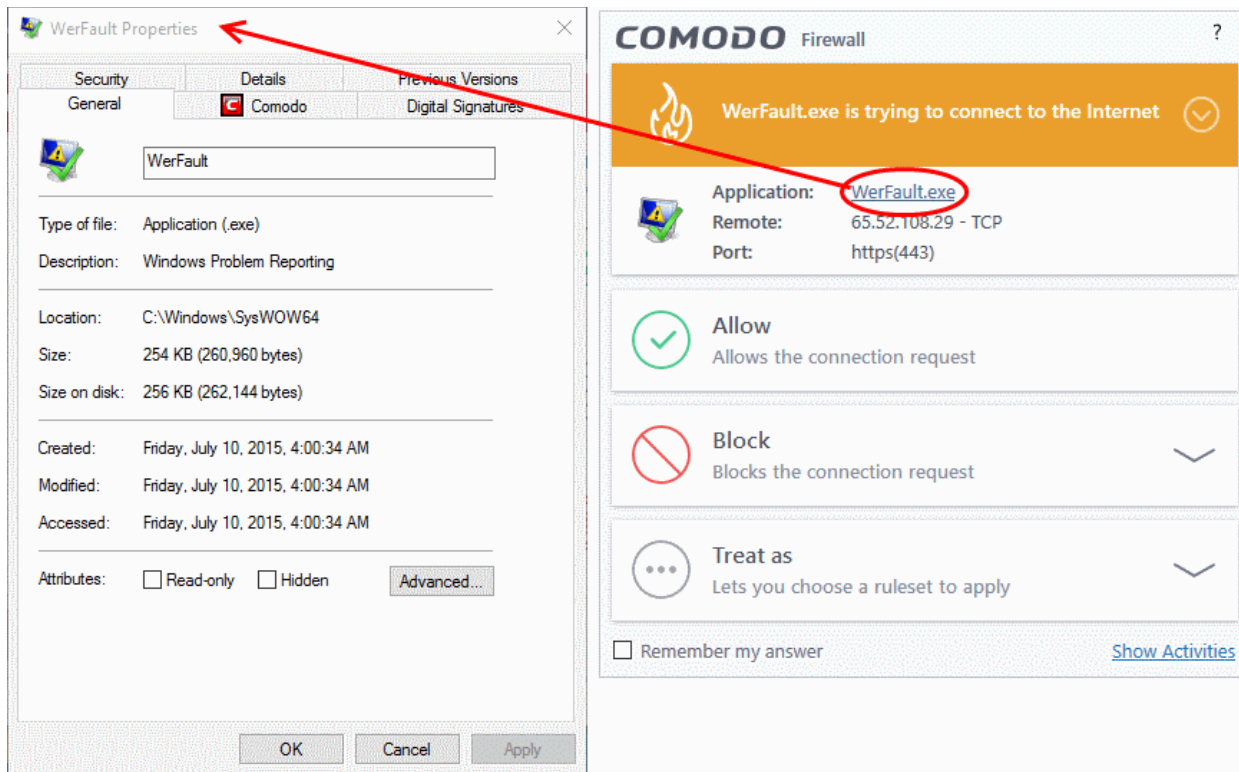 WerFault Properties
Security Details Previous Versions
General Comodo Digital Signatures
WerFault
Type of file: Application (.exe)
Description: Windows Problem Reporting
Location: C:\Windows\SysWOW64
Size: 254 KB (260,960 bytes)
Size on disk: 256 KB (262,144 bytes)
Created: Friday, July 10, 2015, 4:00:34 AM
Modified: Friday, July 10, 2015, 4:00:34 AM
Accessed: Friday, July 10, 2015, 4:00:34 AM
Attributes: Read-only Hidden Advanced...
OK Cancel Apply
COMODO Firewall ?
WerFault.exe is trying to connect to the Internet
Application: WerFault.exe
Remote: 65.52.108.29 - TCP
Port: https(443)
Allow
Allows the connection request
Block
Blocks the connection request
Treat as
Lets you choose a ruleset to apply
Remember my answer Show Activities